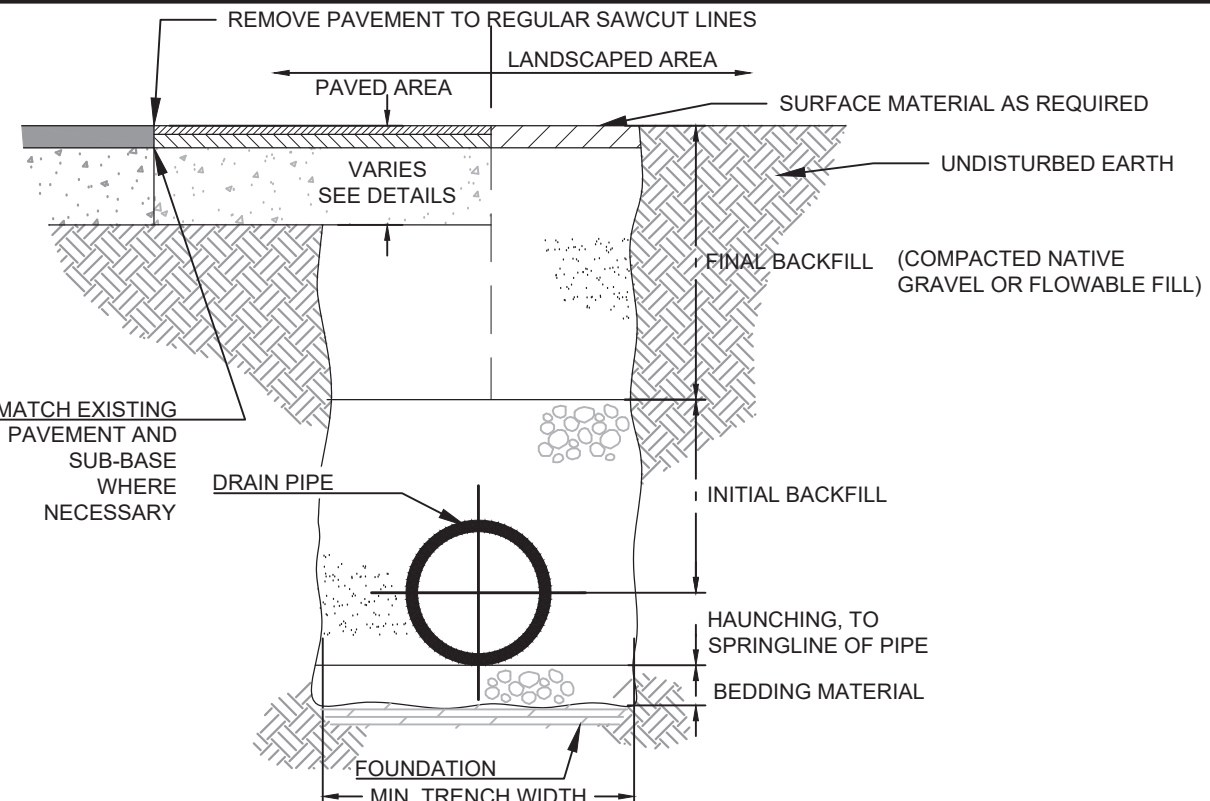 REMOVE PAVEMENT TO REGULAR SAWCUT LINES
LANDSCAPED AREA
PAVED AREA
SURFACE MATERIAL AS REQUIRED
VARIES
SEE DETAILS
UNDISTURBED EARTH
FINAL BACKFILL
(COMPACTED NATIVE
GRAVEL OR FLOWABLE FILL)
MATCH EXISTING
PAVEMENT AND
SUB-BASE
WHERE
NECESSARY
DRAIN PIPE
INITIAL BACKFILL
HAUNCHING, TO
SPRINGLINE OF PIPE
BEDDING MATERIAL
FOUNDATION
MIN. TRENCH WIDTH